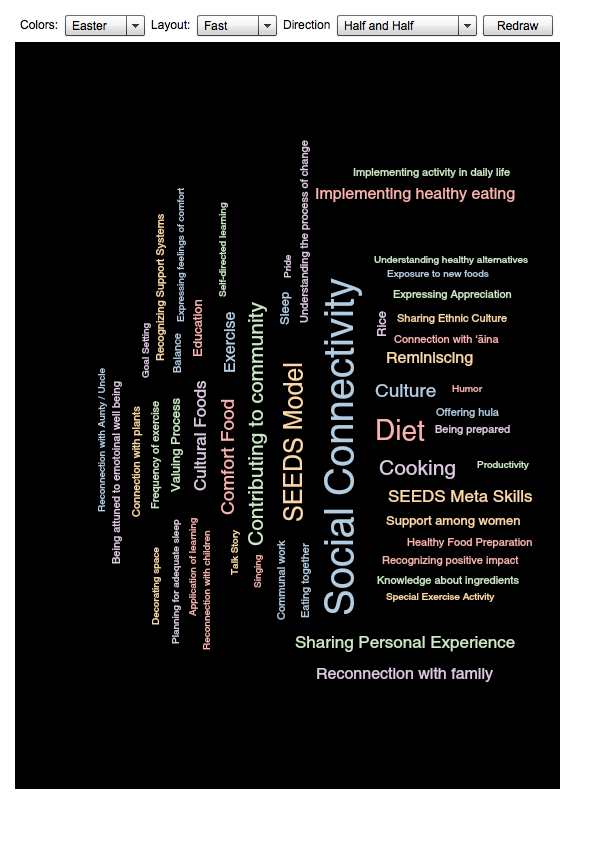 Colors: Easter Layout: Fast Direction Half and Half Redraw
Implementing activity in daily life
Implementing healthy eating
Understanding healthy alternatives
Exposure to new foods
Expressing Appreciation
Rice
Sharing Ethnic Culture
Connection with ʻāina
Reminiscing
Culture
Humor
Offering hula
Diet
Being prepared
Cooking
Productivity
SEEDS Meta Skills
Support among women
Healthy Food Preparation
Recognizing positive impact
Knowledge about ingredients
Special Exercise Activity
Sharing Personal Experience
Reconnection with family
Reconnection with Aunty / Uncle
Being attuned to emotoinal well being
Connection with plants
Goal Setting
Frequency of exercise
Recognizing Support Systems
Decorating space
Expressing feelings of comfort
Balance
Valuing Process
Planning for adequate sleep
Education
Cultural Foods
Application of learning
Reconnection with children
Self-directed learning
Exercise
Comfort Food
Talk Story
Contributing to community
Singing
Pride
Sleep
SEEDS Model
Communal work
Understanding the process of change
Eating together
Social Connectivity